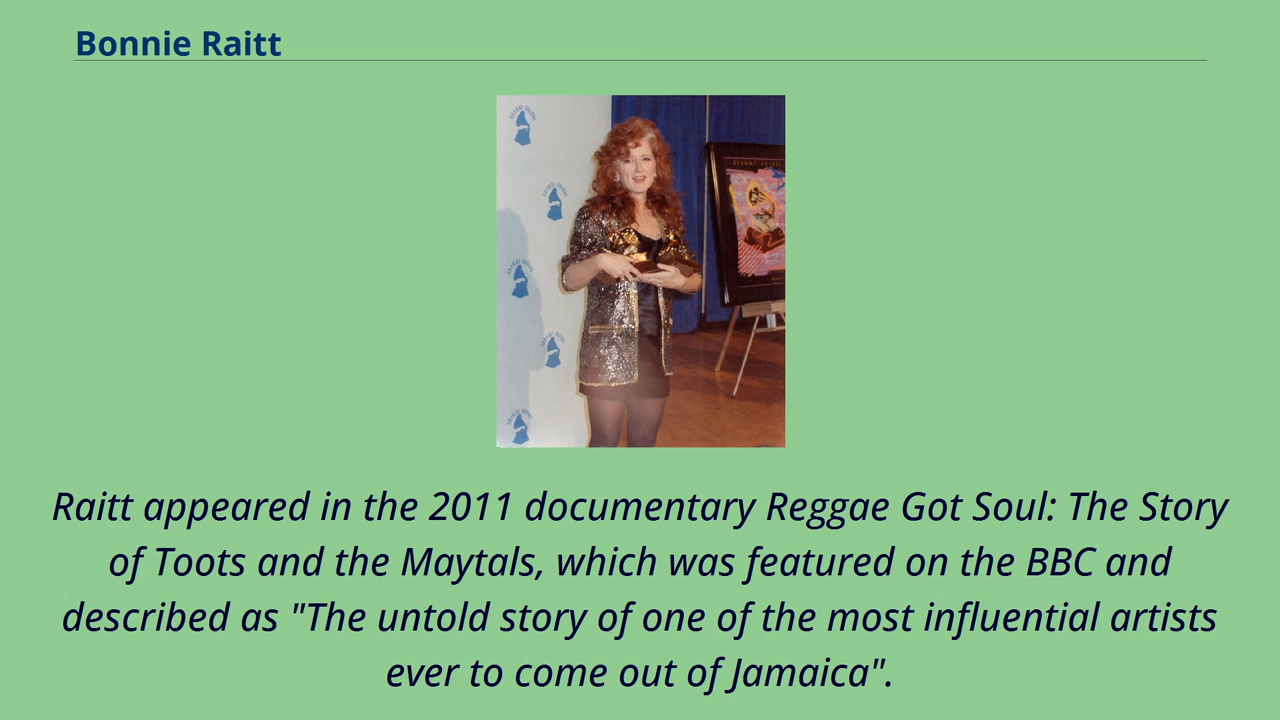 Bonnie Raitt
GRAMMY AWARDS
Raitt appeared in the 2011 documentary Reggae Got Soul: The Story
of Toots and the Maytals, which was featured on the BBC and
described as "The untold story of one of the most influential artists
ever to come out of Jamaica".